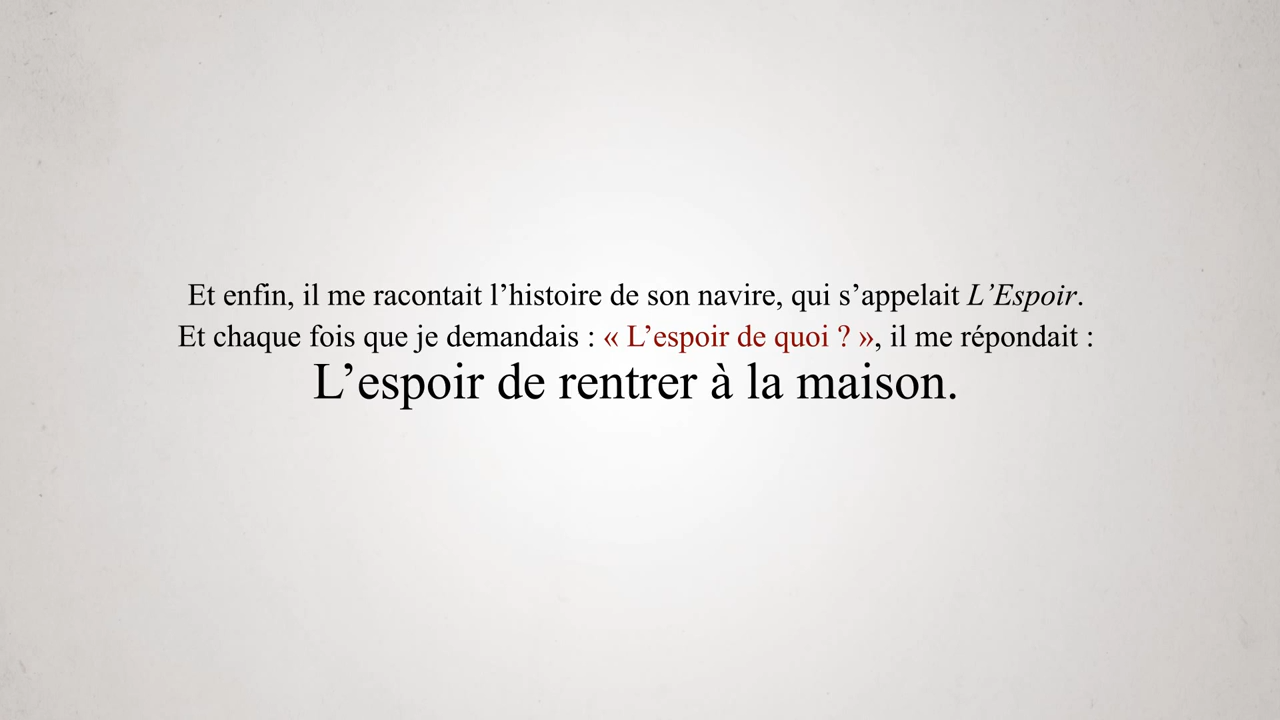 Et enfin, il me racontait l’histoire de son navire, qui s’appelait L’Espoir.
Et chaque fois que je demandais : « L’espoir de quoi ? », il me répondait :
L’espoir de rentrer à la maison.